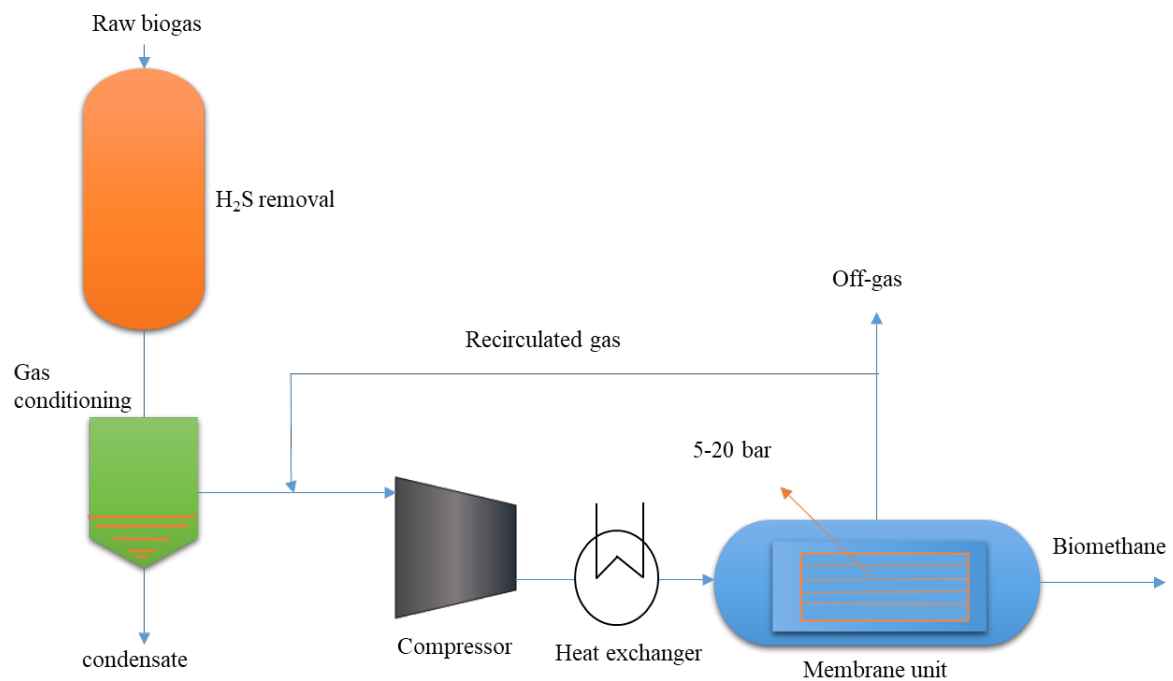 Raw biogas
H₂S removal
Off-gas
Recirculated gas
Gas
conditioning
5-20 bar
Biomethane
Compressor
Heat exchanger
condensate
Membrane unit